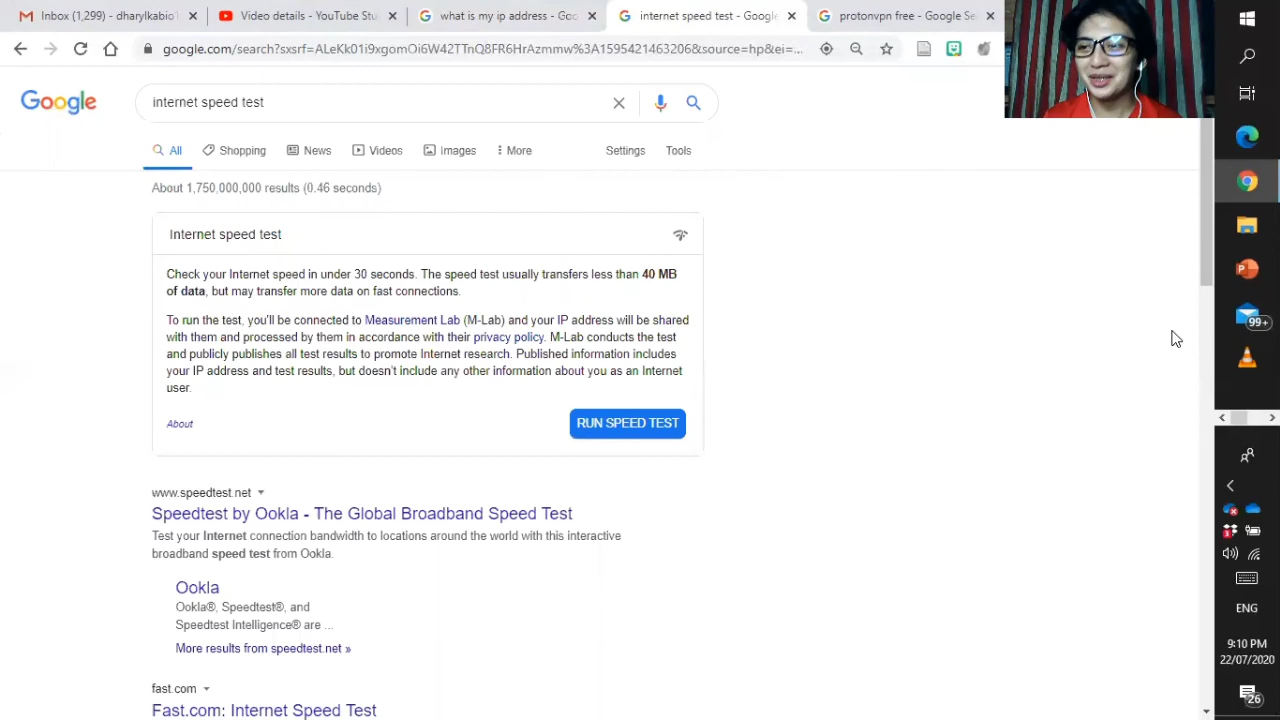 Inbox (1,299) - dharylkabio
Video details - YouTube Stu
what is my ip address - Goo
internet speed test - Google
protonvpn free - Google Se
google.com/search?sxsrf=ALeKk01i9xgomOi6W42TTnQ8FR6HrAzmmw%3A1595421463206&source=hp&ei=...
Google
internet speed test
All
Shopping
News
Videos
Images
More
Settings
Tools
About 1,750,000,000 results (0.46 seconds)
Internet speed test
Check your Internet speed in under 30 seconds. The speed test usually transfers less than 40 MB
of data, but may transfer more data on fast connections.
To run the test, you'll be connected to Measurement Lab (M-Lab) and your IP address will be shared
with them and processed by them in accordance with their privacy policy. M-Lab conducts the test
and publicly publishes all test results to promote Internet research. Published information includes
your IP address and test results, but doesn't include any other information about you as an Internet
user.
About
RUN SPEED TEST
www.speedtest.net
Speedtest by Ookla - The Global Broadband Speed Test
Test your Internet connection bandwidth to locations around the world with this interactive
broadband speed test from Ookla.
Ookla
Ookla®, Speedtest®, and
Speedtest Intelligence® are ...
More results from speedtest.net »
fast.com
Fast.com: Internet Speed Test
99+
3
ENG
9:10 PM
22/07/2020
26